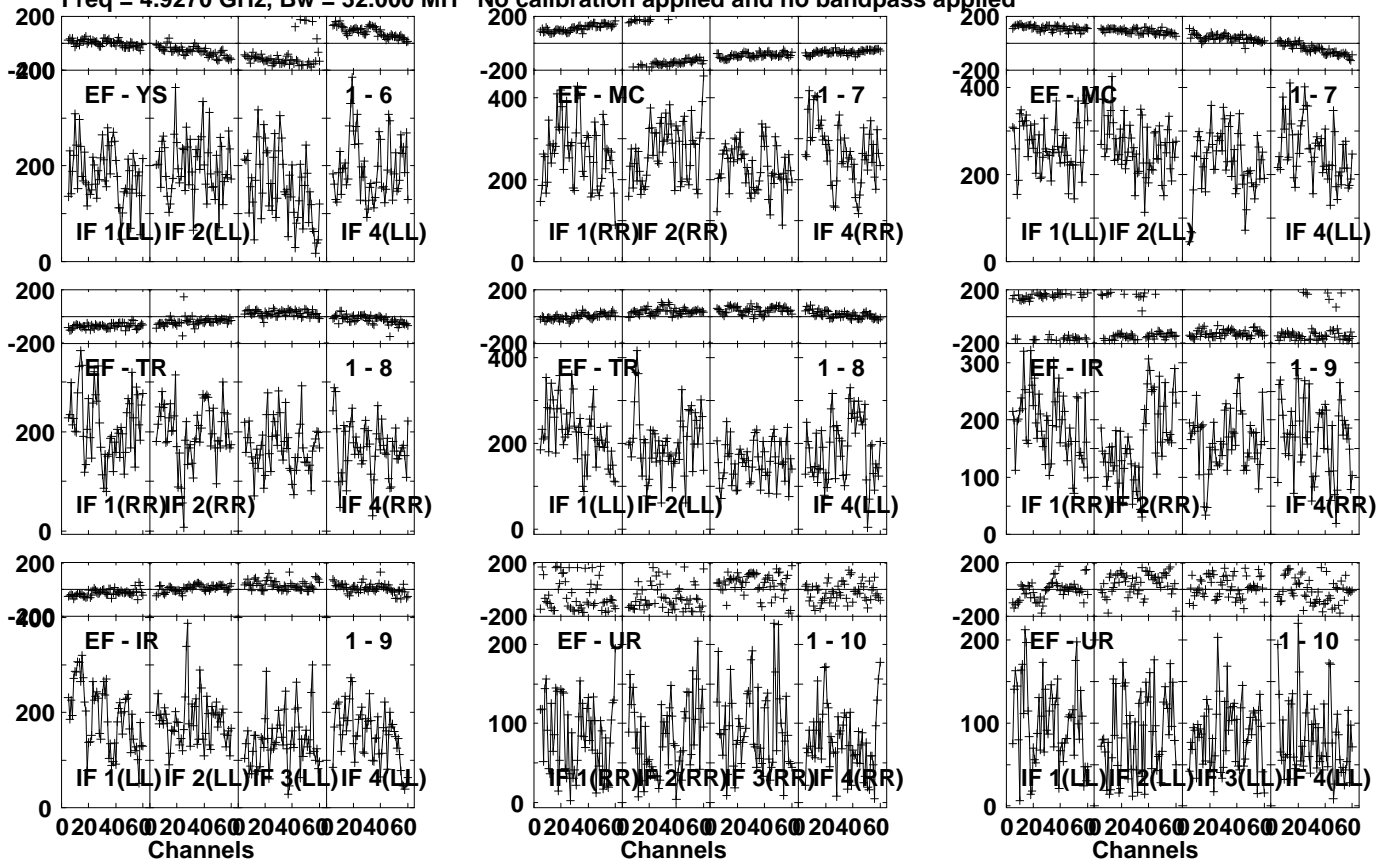 Freq = 4.9270 GHz, Bw = 32.000 MH No calibration applied and no bandpass applied
200 200 200
-200 -200 -200
400 EF - YS 1 - 6 400 EF - MC 1 - 7 400 EF - MC 1 - 7
200 200 200
IF 1(LL) IF 2(LL) IF 4(LL) IF 1(RR) IF 2(RR) IF 4(RR) IF 1(LL) IF 2(LL) IF 4(LL)
0 0 0
200 200 200
-200 -200 -200
EF - TR 1 - 8 400 EF - TR 1 - 8 300 EF - IR 1 - 9
200 200 200
100
IF 1(RR) IF 2(RR) IF 4(RR) IF 1(LL) IF 2(LL) IF 4(LL) IF 1(RR) IF 2(RR) IF 4(RR)
0 0 0
200 200 200
-200 -200 -200
400 EF - IR 1 - 9 200 EF - UR 1 - 10 200 EF - UR 1 - 10
200 100 100
IF 1(LL) IF 2(LL) IF 3(LL) IF 4(LL) IF 1(RR) IF 2(RR) IF 3(RR) IF 4(RR) IF 1(LL) IF 2(LL) IF 3(LL) IF 4(LL)
0 0 0
0 20 40 60 0 20 40 60 0 20 40 60 0 20 40 60 0 20 40 60 0 20 40 60 0 20 40 60 0 20 40 60 0 20 40 60 0 20 40 60 0 20 40 60 0 20 40 60
Channels Channels Channels